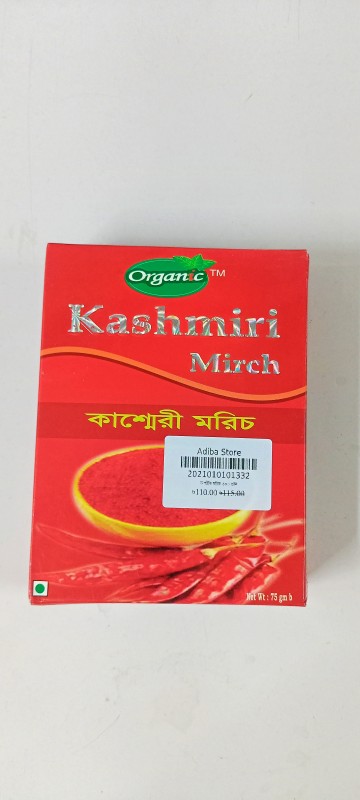 Organic™
Kashmiri
Mirch
কাশ্মেরী মরিচ
Adiba Store
2021010101332
৳110.00 ৳115.00
Net Wt : 75 gm b